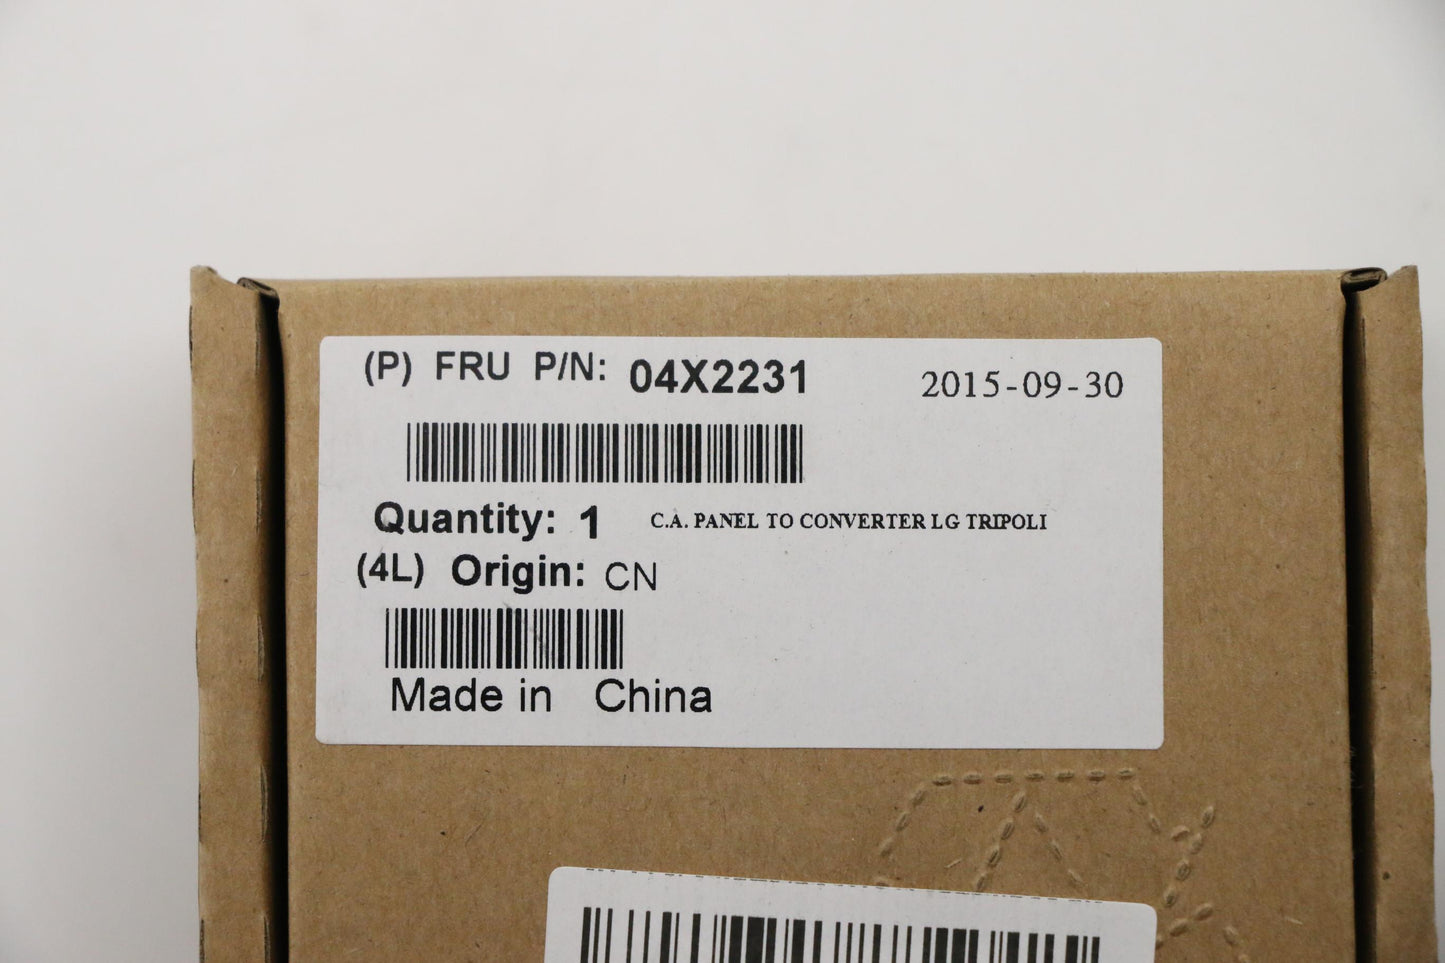 (P) FRU P/N: 04X2231 2015-09-30
Quantity: 1 C.A. PANEL TO CONVERTER LG TRIPOLI
(4L) Origin: CN
Made in China